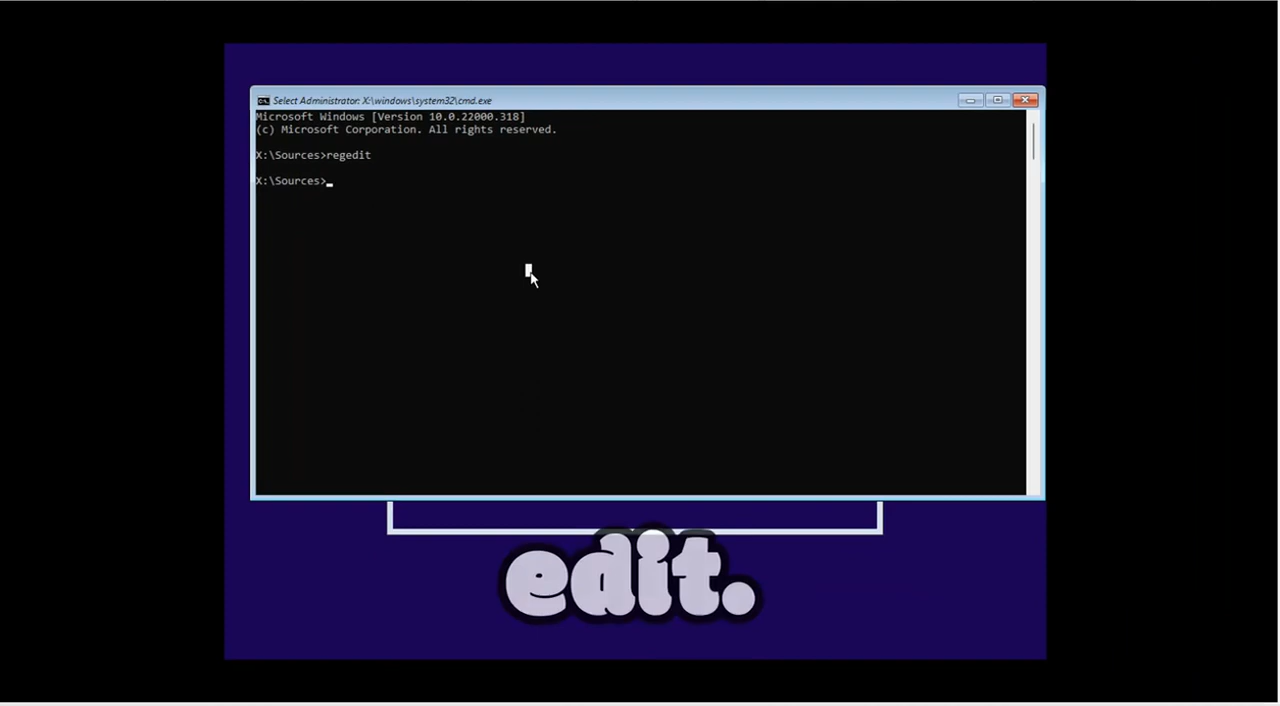 Select Administrator: X:\windows\system32\cmd.exe
Microsoft Windows [Version 10.0.22000.318]
(c) Microsoft Corporation. All rights reserved.
X:\Sources>regedit
X:\Sources>
edit.